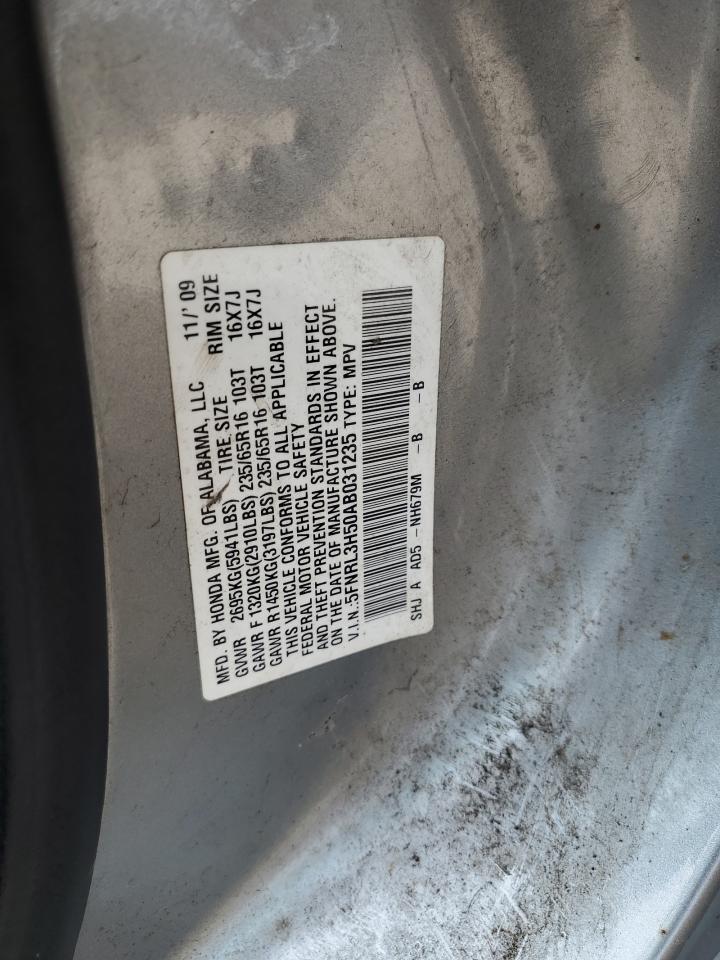 MFD. BY HONDA MFG. OF ALABAMA, LLC 11/'09
GVWR 2695KG(5941LBS) TIRE SIZE RIM SIZE
GAWR F 1320KG(2910LBS) 235/65R16 103T 16X7J
GAWR R1450KG(3197LBS) 235/65R16 103T 16X7J
THIS VEHICLE CONFORMS TO ALL APPLICABLE
FEDERAL MOTOR VEHICLE SAFETY
AND THEFT PREVENTION STANDARDS IN EFFECT
ON THE DATE OF MANUFACTURE SHOWN ABOVE.
V.I.N.:5FNRL3H50AB031235 TYPE: MPV
SHJ A AD5 -NH679M -B -B